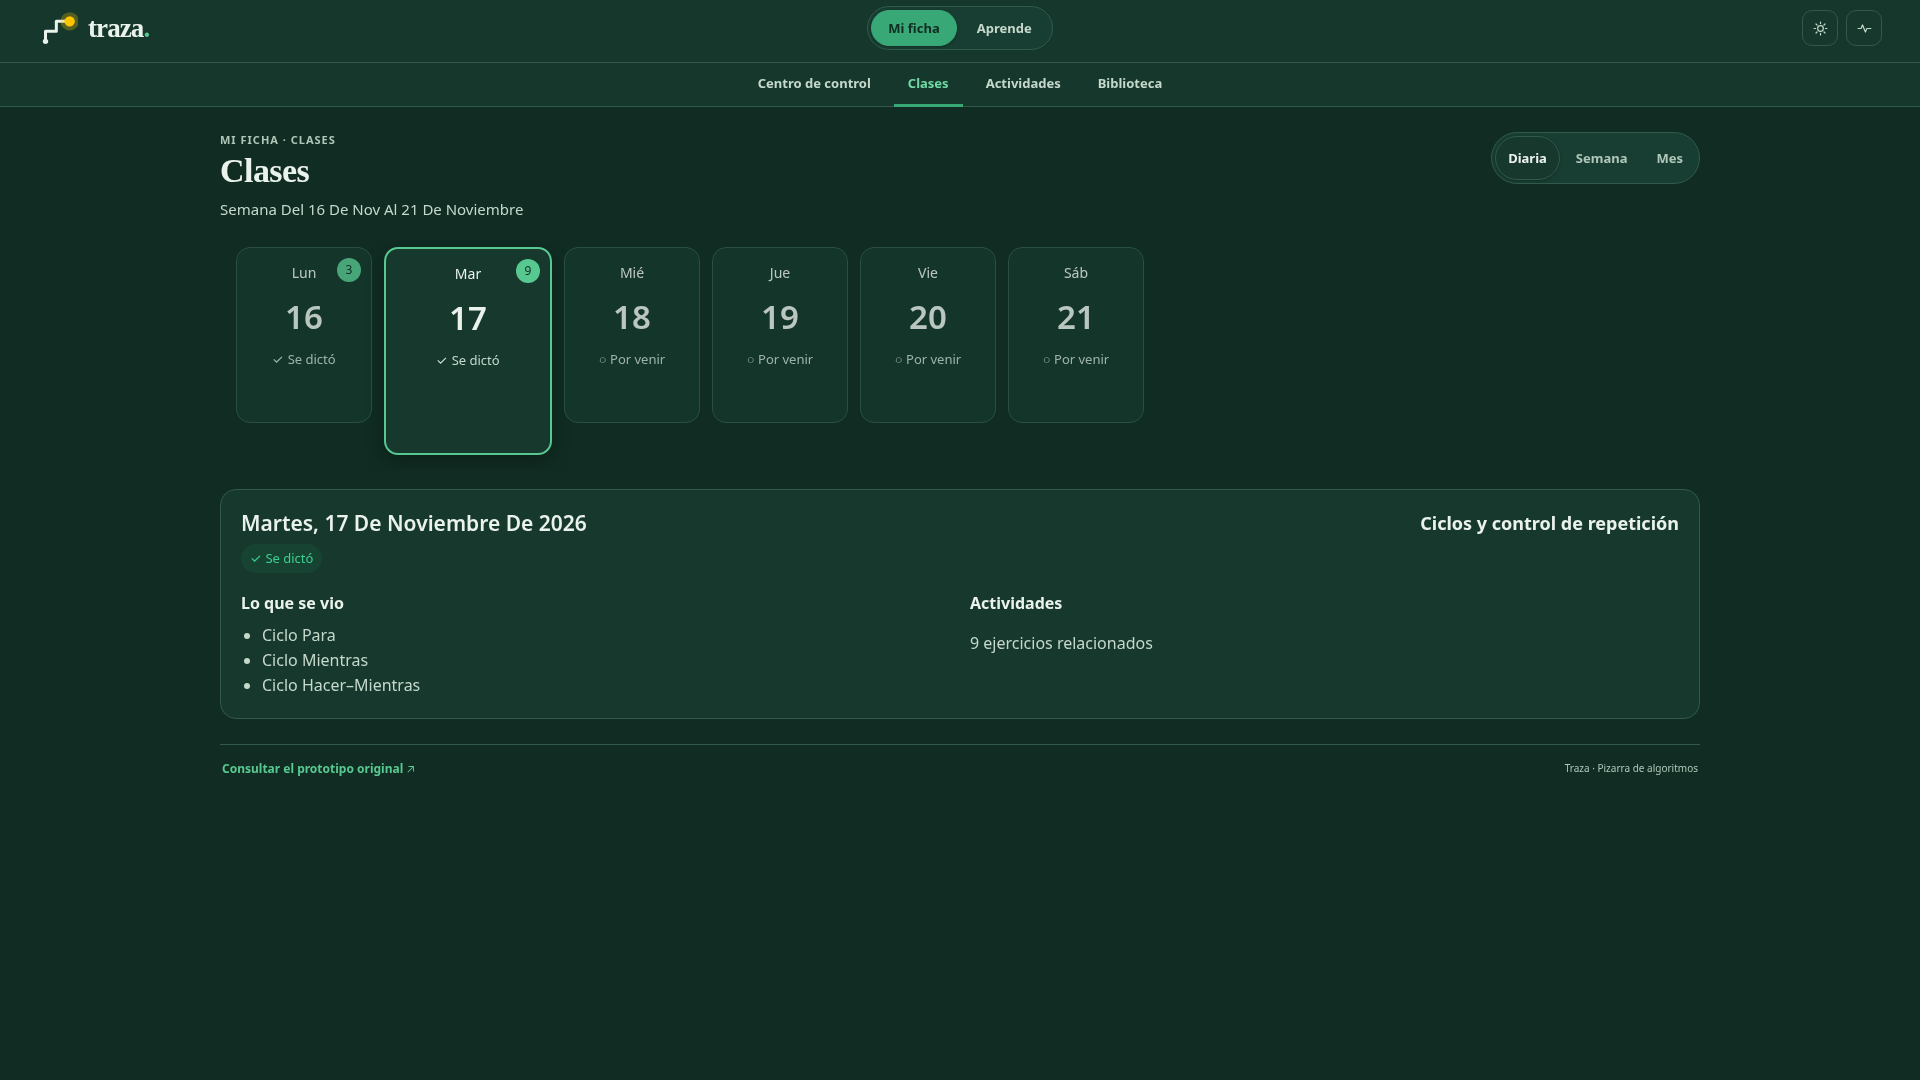 traza.
Mi ficha Aprende
Centro de control Clases Actividades Biblioteca
MI FICHA · CLASES
Clases
Semana Del 16 De Nov Al 21 De Noviembre
Diaria Semana Mes
Lun 3
16
✓ Se dictó
Mar 9
17
✓ Se dictó
Mié
18
○ Por venir
Jue
19
○ Por venir
Vie
20
○ Por venir
Sáb
21
○ Por venir
Martes, 17 De Noviembre De 2026
Ciclos y control de repetición
✓ Se dictó
Lo que se vio
• Ciclo Para
• Ciclo Mientras
• Ciclo Hacer–Mientras
Actividades
9 ejercicios relacionados
Consultar el prototipo original ↗
Traza · Pizarra de algoritmos